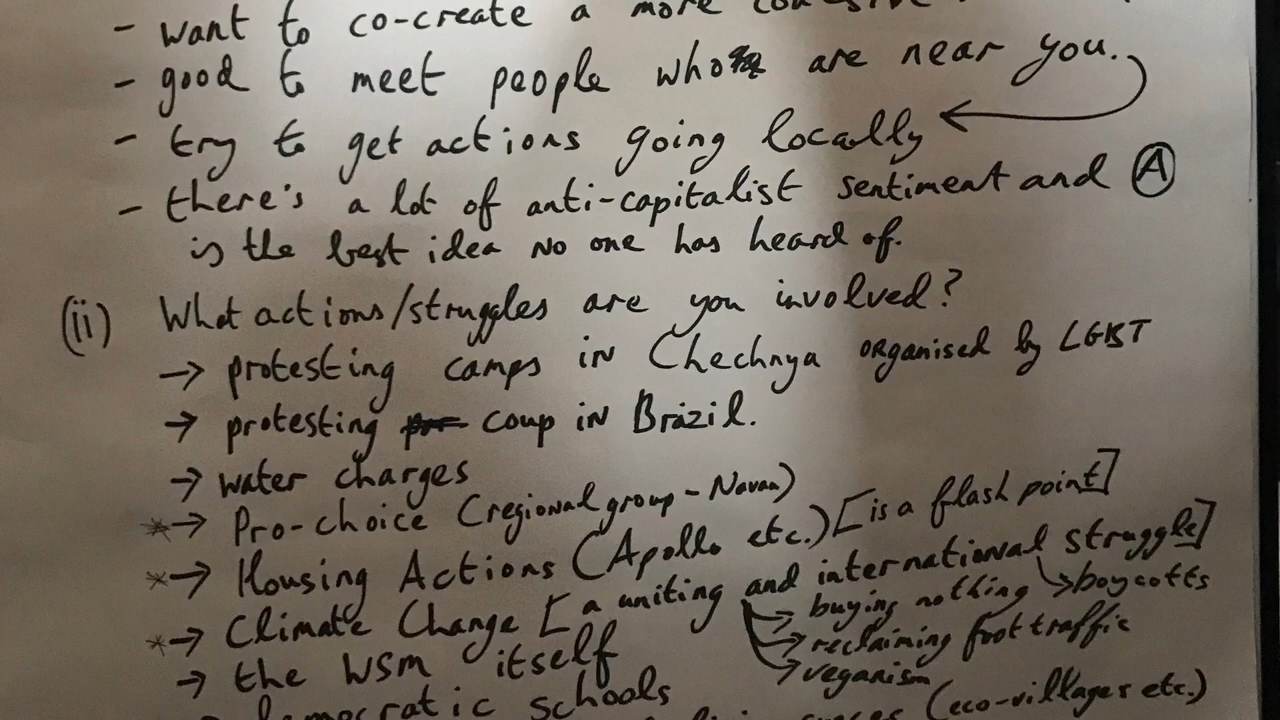 - want to co-create a more
- good to meet people who are near you.
- try to get actions going locally
- there's a lot of anti-capitalist sentiment and Ⓐ
is the best idea no one has heard of.
(ii) What actions/struggles are you involved?
→ protesting camps in Chechnya organised by LGBT
→ protesting coup in Brazil.
→ water charges
*→ Pro-choice (regional group - Navan)
*→ Housing Actions (Apollo etc.) [is a flash point]
*→ Climate Change [a uniting and international struggle]
→ boycotts
→ buying nothing
→ reclaiming foot traffic
→ veganism
→ the WSM itself
democratic schools
(eco-villages etc.)